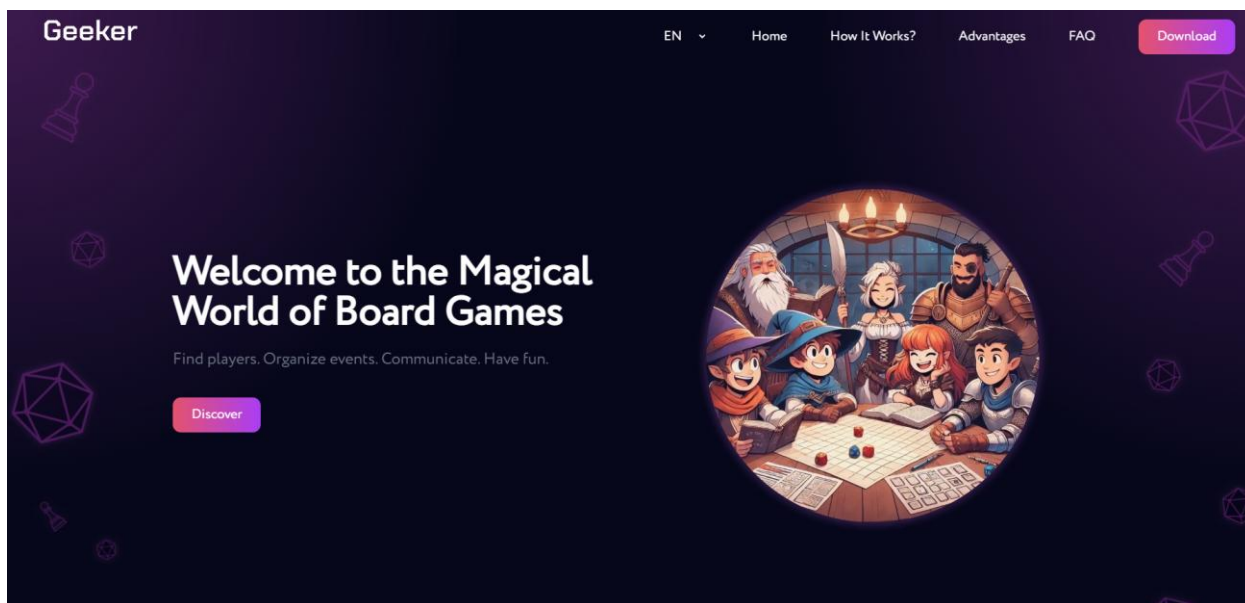 Geeker
EN
Home
How It Works?
Advantages
FAQ
Download
Welcome to the Magical
World of Board Games
Find players. Organize events. Communicate. Have fun.
Discover